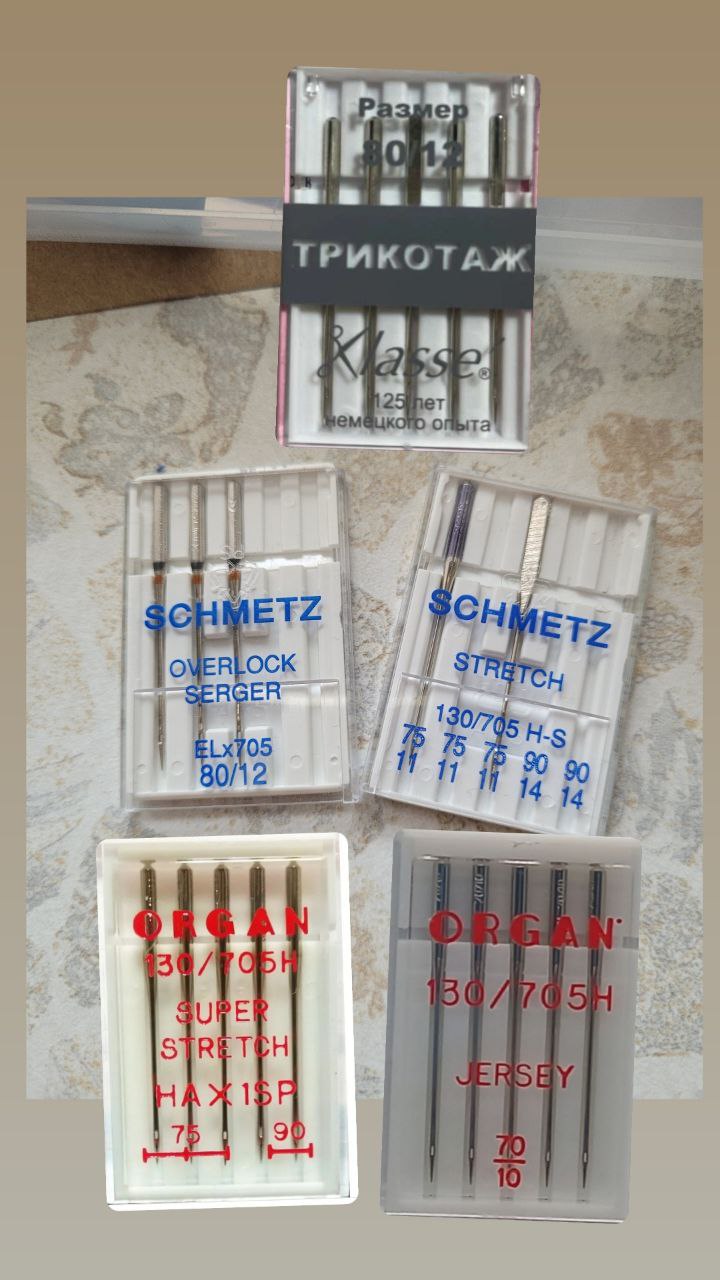 Размер
80/12
ТРИКОТАЖ
Klassé®
125 лет
немецкого опыта
SCHMETZ
OVERLOCK
SERGER
ELx705
80/12
SCHMETZ
STRETCH
130/705 H-S
75 75 75 90 90
11 11 11 14 14
ORGAN
130/705H
SUPER
STRETCH
HAX1SP
75 90
ORGAN
130/705H
JERSEY
70
10